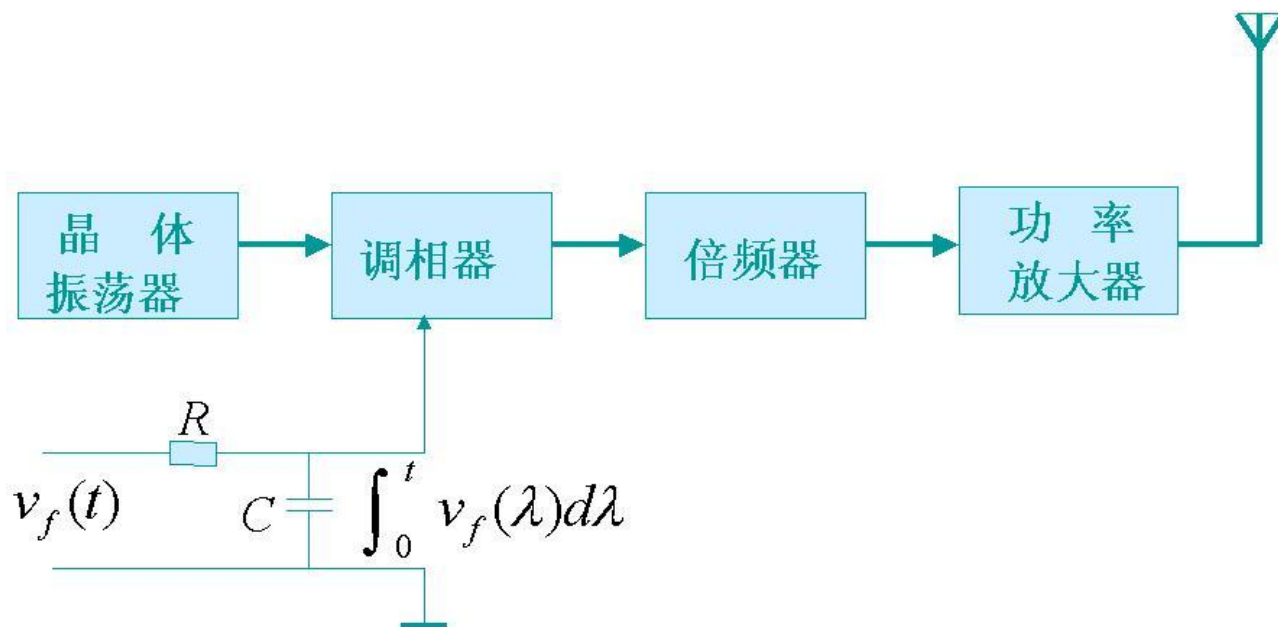 晶 体
振荡器
调相器
倍频器
功 率
放大器
R
v_f(t)
C
∫_0^t v_f(λ)dλ